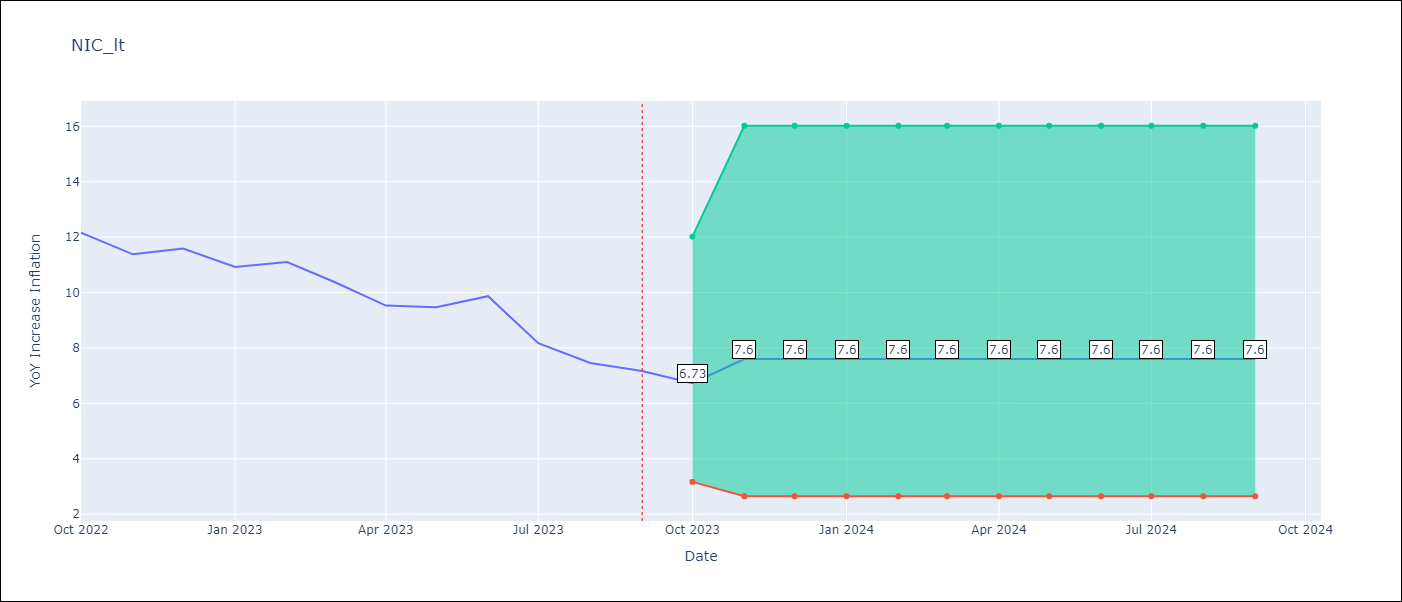 NIC_lt
YoY Increase Inflation
16
14
12
10
8
6
4
2
6.73
7.6
7.6
7.6
7.6
7.6
7.6
7.6
7.6
7.6
7.6
7.6
Oct 2022
Jan 2023
Apr 2023
Jul 2023
Oct 2023
Jan 2024
Apr 2024
Jul 2024
Oct 2024
Date